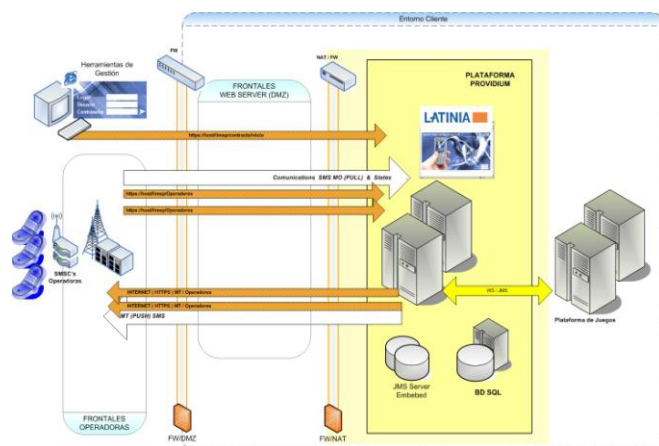 Entorno Cliente
Herramientas de
Gestión
FW
NAT / FW
FRONTALES
WEB SERVER (DMZ)
PLATAFORMA
PROVIDIUM
LATINIA
Comunications SMS MO (PULL) & States
SMSC's
Operadoras
INTERNET | HTTPS | MT / Operadores
INTERNET | HTTPS | MT / Operadores
MT (PUSH) SMS
WS / JMS
Plataforma de Juegos
JMS Server
Embebed
BD SQL
FRONTALES
OPERADORAS
FW/DMZ
FW/NAT